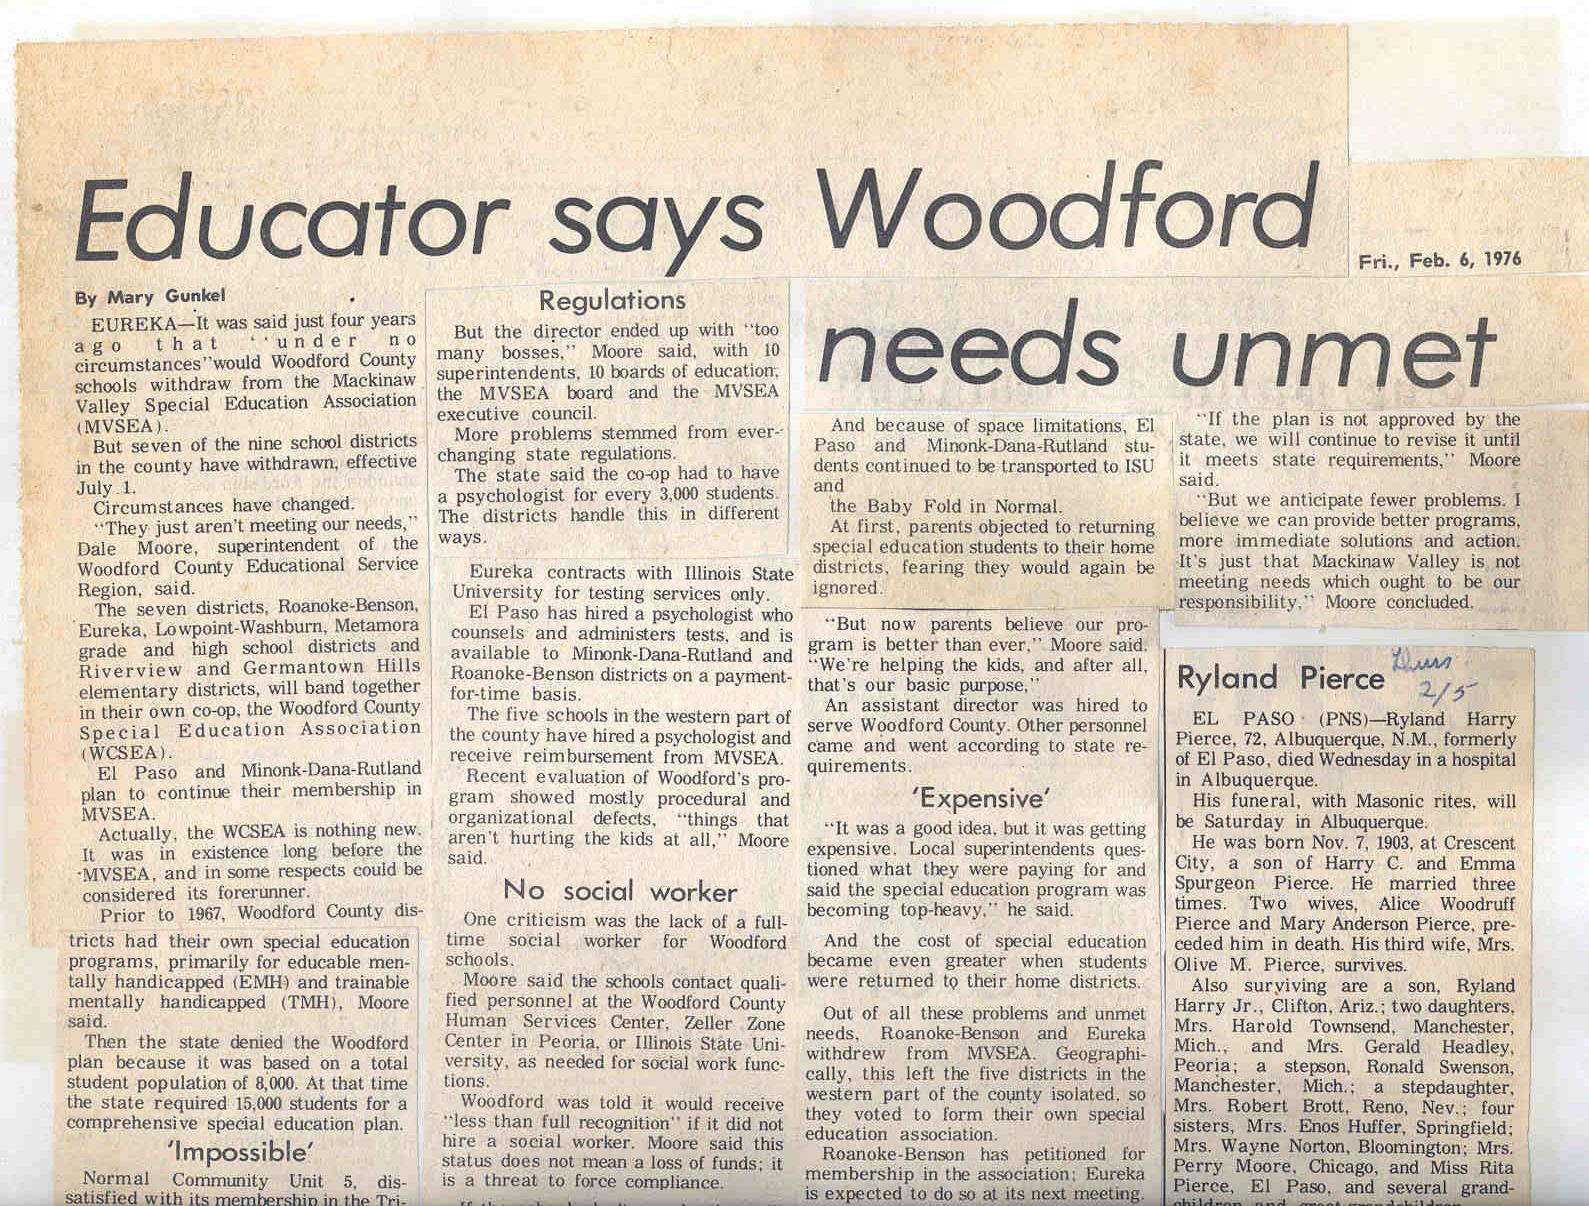 Educator says Woodford
Fri., Feb. 6, 1976
needs unmet
By Mary Gunkel
EUREKA—It was said just four years
ago that ‘‘under no
circumstances”would Woodford County
schools withdraw from the Mackinaw
Valley Special Education Association
(MVSEA).
But seven of the nine school districts
in the county have withdrawn, effective
July 1.
Circumstances have changed.
“They just aren’t meeting our needs,”
Dale Moore, superintendent of the
Woodford County Educational Service
Region, said.
The seven districts, Roanoke-Benson,
Eureka, Lowpoint-Washburn, Metamora
grade and high school districts and
Riverview and Germantown Hills
elementary districts, will band together
in their own co-op, the Woodford County
Special Education Association
(WCSEA).
El Paso and Minonk-Dana-Rutland
plan to continue their membership in
MVSEA.
Actually, the WCSEA is nothing new.
It was in existence long before the
MVSEA, and in some respects could be
considered its forerunner.
Prior to 1967, Woodford County dis-
tricts had their own special education
programs, primarily for educable men-
tally handicapped (EMH) and trainable
mentally handicapped (TMH), Moore
said.
Then the state denied the Woodford
plan because it was based on a total
student population of 8,000. At that time
the state required 15,000 students for a
comprehensive special education plan.
‘Impossible’
Normal Community Unit 5, dis-
satisfied with its membership in the Tri-
Regulations
But the director ended up with “too
many bosses,” Moore said, with 10
superintendents, 10 boards of education,
the MVSEA board and the MVSEA
executive council.
More problems stemmed from ever-
changing state regulations.
The state said the co-op had to have
a psychologist for every 3,000 students.
The districts handle this in different
ways.
Eureka contracts with Illinois State
University for testing services only.
El Paso has hired a psychologist who
counsels and administers tests, and is
available to Minonk-Dana-Rutland and
Roanoke-Benson districts on a payment-
for-time basis.
The five schools in the western part of
the county have hired a psychologist and
receive reimbursement from MVSEA.
Recent evaluation of Woodford’s pro-
gram showed mostly procedural and
organizational defects, “things that
aren’t hurting the kids at all,” Moore
said.
No social worker
One criticism was the lack of a full-
time social worker for Woodford
schools.
Moore said the schools contact quali-
fied personnel at the Woodford County
Human Services Center, Zeller Zone
Center in Peoria, or Illinois State Uni-
versity, as needed for social work func-
tions.
Woodford was told it would receive
“less than full recognition” if it did not
hire a social worker. Moore said this
status does not mean a loss of funds; it
is a threat to force compliance.
And because of space limitations, El
Paso and Minonk-Dana-Rutland stu-
dents continued to be transported to ISU
and
the Baby Fold in Normal.
At first, parents objected to returning
special education students to their home
districts, fearing they would again be
ignored.
“But now parents believe our pro-
gram is better than ever,” Moore said.
“We’re helping the kids, and after all,
that’s our basic purpose,”
An assistant director was hired to
serve Woodford County. Other personnel
came and went according to state re-
quirements.
‘Expensive’
“It was a good idea, but it was getting
expensive. Local superintendents ques-
tioned what they were paying for and
said the special education program was
becoming top-heavy,” he said.
And the cost of special education
became even greater when students
were returned to their home districts.
Out of all these problems and unmet
needs, Roanoke-Benson and Eureka
withdrew from MVSEA. Geographi-
cally, this left the five districts in the
western part of the county isolated, so
they voted to form their own special
education association.
Roanoke-Benson has petitioned for
membership in the association; Eureka
is expected to do so at its next meeting.
“If the plan is not approved by the
state, we will continue to revise it until
it meets state requirements,” Moore
said.
“But we anticipate fewer problems. I
believe we can provide better programs,
more immediate solutions and action.
It’s just that Mackinaw Valley is not
meeting needs which ought to be our
responsibility,” Moore concluded.
Ryland Pierce
2/5
EL PASO (PNS)—Ryland Harry
Pierce, 72, Albuquerque, N.M., formerly
of El Paso, died Wednesday in a hospital
in Albuquerque.
His funeral, with Masonic rites, will
be Saturday in Albuquerque.
He was born Nov. 7, 1903, at Crescent
City, a son of Harry C. and Emma
Spurgeon Pierce. He married three
times. Two wives, Alice Woodruff
Pierce and Mary Anderson Pierce, pre-
ceded him in death. His third wife, Mrs.
Olive M. Pierce, survives.
Also surviving are a son, Ryland
Harry Jr., Clifton, Ariz.; two daughters,
Mrs. Harold Townsend, Manchester,
Mich., and Mrs. Gerald Headley,
Peoria; a stepson, Ronald Swenson,
Manchester, Mich.; a stepdaughter,
Mrs. Robert Brott, Reno, Nev.; four
sisters, Mrs. Enos Huffer, Springfield;
Mrs. Wayne Norton, Bloomington; Mrs.
Perry Moore, Chicago, and Miss Rita
Pierce, El Paso, and several grand-